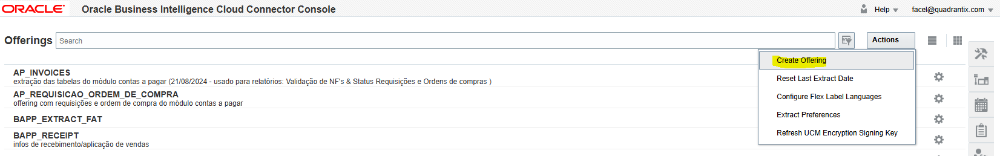 ORACLE Oracle Business Intelligence Cloud Connector Console Help facel@quadrantix.com
Offerings Search Actions
Create Offering
AP_INVOICES
extração das tabelas do módulo contas a pagar (21/08/2024 - usado para relatórios: Validação de NF's & Status Requisições e Ordens de compras )
Reset Last Extract Date
AP_REQUISICAO_ORDEM_DE_COMPRA
offering com requisições e ordem de compra do módulo contas a pagar
Configure Flex Label Languages
BAPP_EXTRACT_FAT
Extract Preferences
BAPP_RECEIPT
infos de recebimento/aplicação de vendas
Refresh UCM Encryption Signing Key